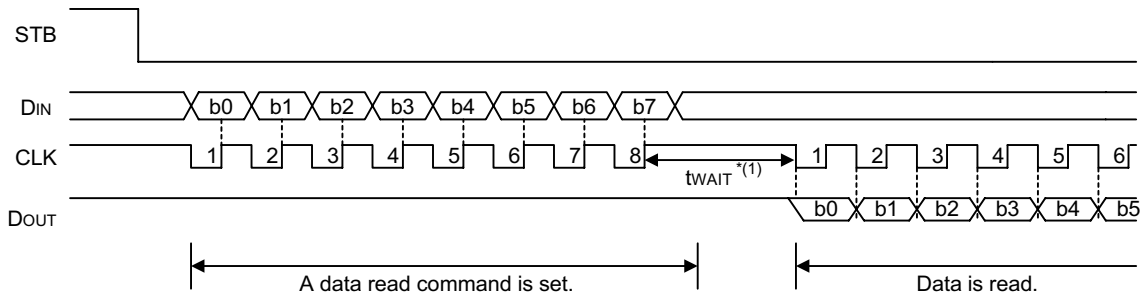 STB
DIN b0 b1 b2 b3 b4 b5 b6 b7
CLK 1 2 3 4 5 6 7 8 1 2 3 4 5 6
tWAIT *(1)
DOUT b0 b1 b2 b3 b4 b5
A data read command is set. Data is read.